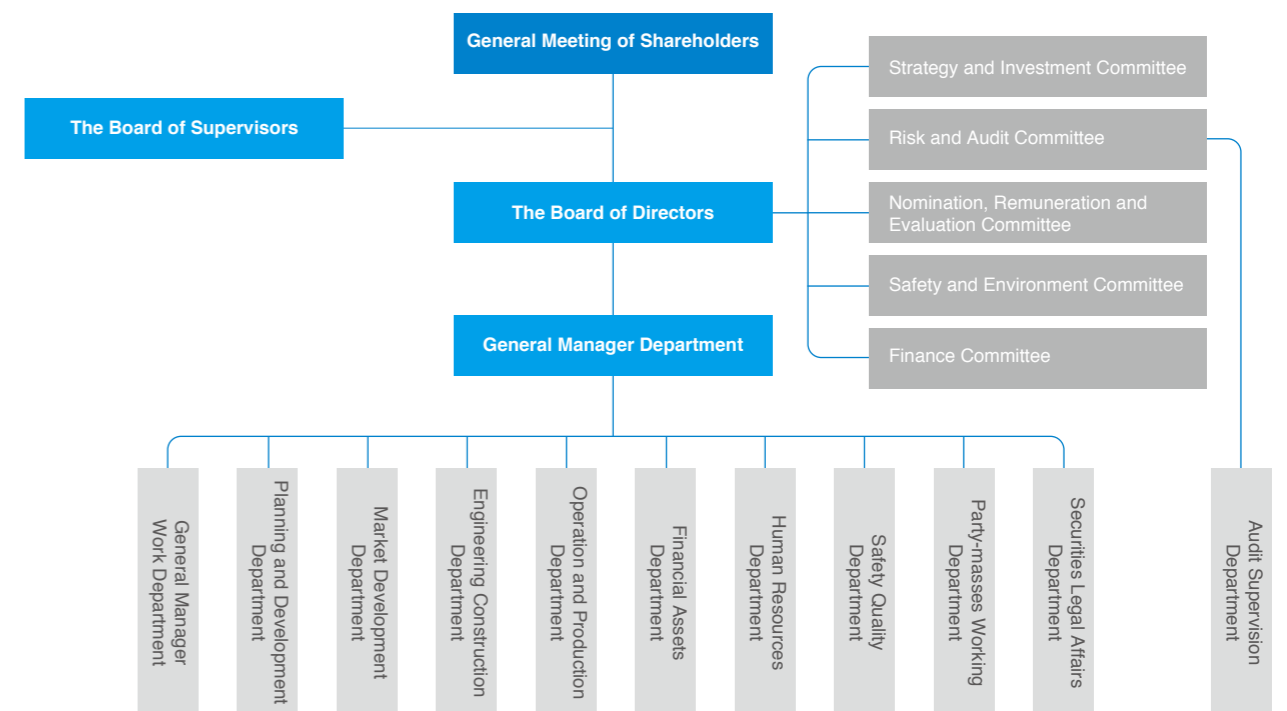 General Meeting of Shareholders
Strategy and Investment Committee
The Board of Supervisors
Risk and Audit Committee
The Board of Directors
Nomination, Remuneration and
Evaluation Committee
Safety and Environment Committee
General Manager Department
Finance Committee
General Manager
Work Department
Planning and Development
Department
Market Development
Department
Engineering Construction
Department
Operation and Production
Department
Financial Assets
Department
Human Resources
Department
Safety Quality
Department
Party-masses Working
Department
Securities Legal Affairs
Department
Audit Supervision
Department